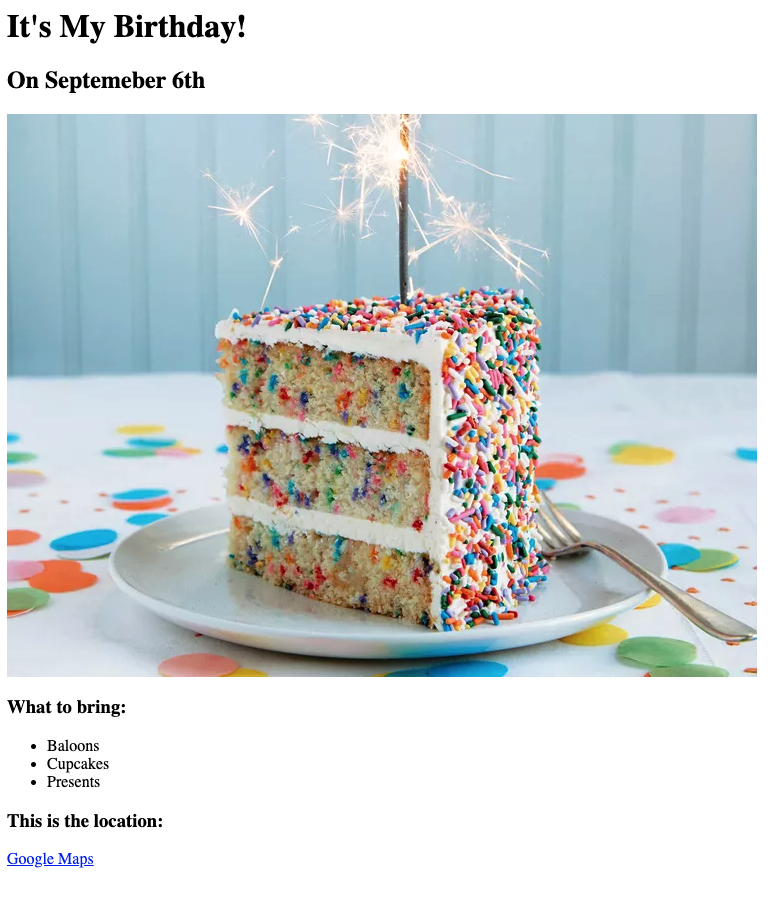 It's My Birthday!
On Septemeber 6th
What to bring:
Baloons
Cupcakes
Presents
This is the location:
Google Maps